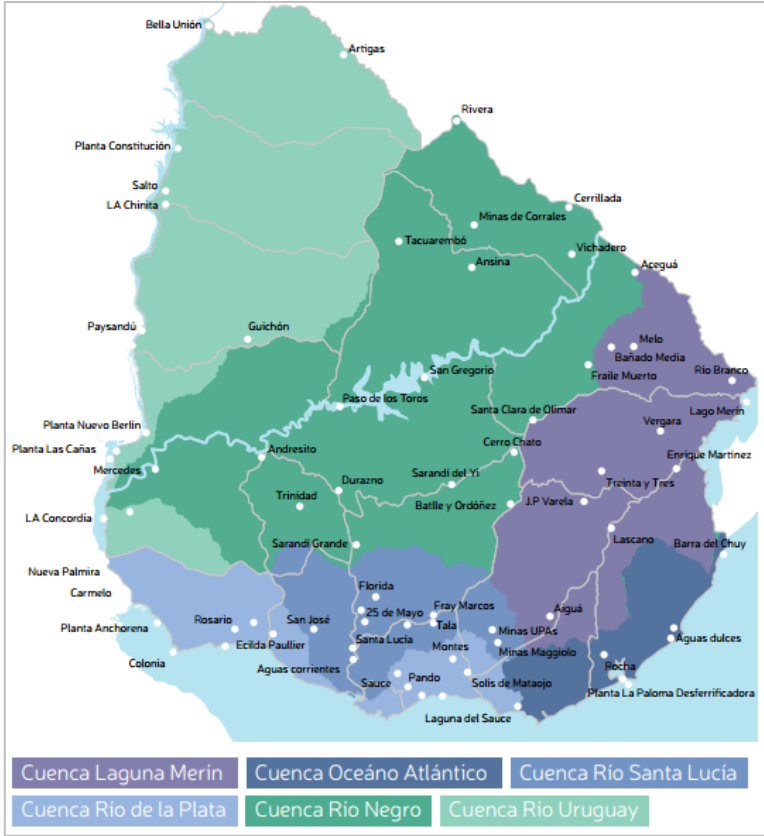 Bella Unión
Artigas
Rivera
Planta Constitución
Salto
LA Chinita
Cerrillada
Minas de Corrales
Tacuarembó
Vichadero
Ansina
Aceguá
Paysandú
Guichón
Melo
Bañado Media
Fraile Muerto
Río Branco
San Gregorio
Paso de los Toros
Lago Merín
Santa Clara de Olimar
Vergara
Planta Nuevo Berlín
Planta Las Cañas
Mercedes
Andresito
Cerro Chato
Enrique Martínez
Sarandí del Yí
Treinta y Tres
Durazno
Trinidad
Batlle y Ordóñez
J.P Varela
LA Concordia
Lascano
Sarandí Grande
Barra del Chuy
Nueva Palmira
Carmelo
Florida
25 de Mayo
Fray Marcos
Tala
Aiguá
Planta Anchorena
Rosario
San José
Minas UPAs
Aguas dulces
Ecilda Paullier
Santa Lucía
Minas Maggiolo
Colonia
Montes
Aguas corrientes
Rocha
Sauce
Pando
Solís de Mataojo
Planta La Paloma Desferrificadora
Laguna del Sauce
Cuenca Laguna Merín
Cuenca Oceáno Atlántico
Cuenca Río Santa Lucía
Cuenca Río de la Plata
Cuenca Río Negro
Cuenca Río Uruguay